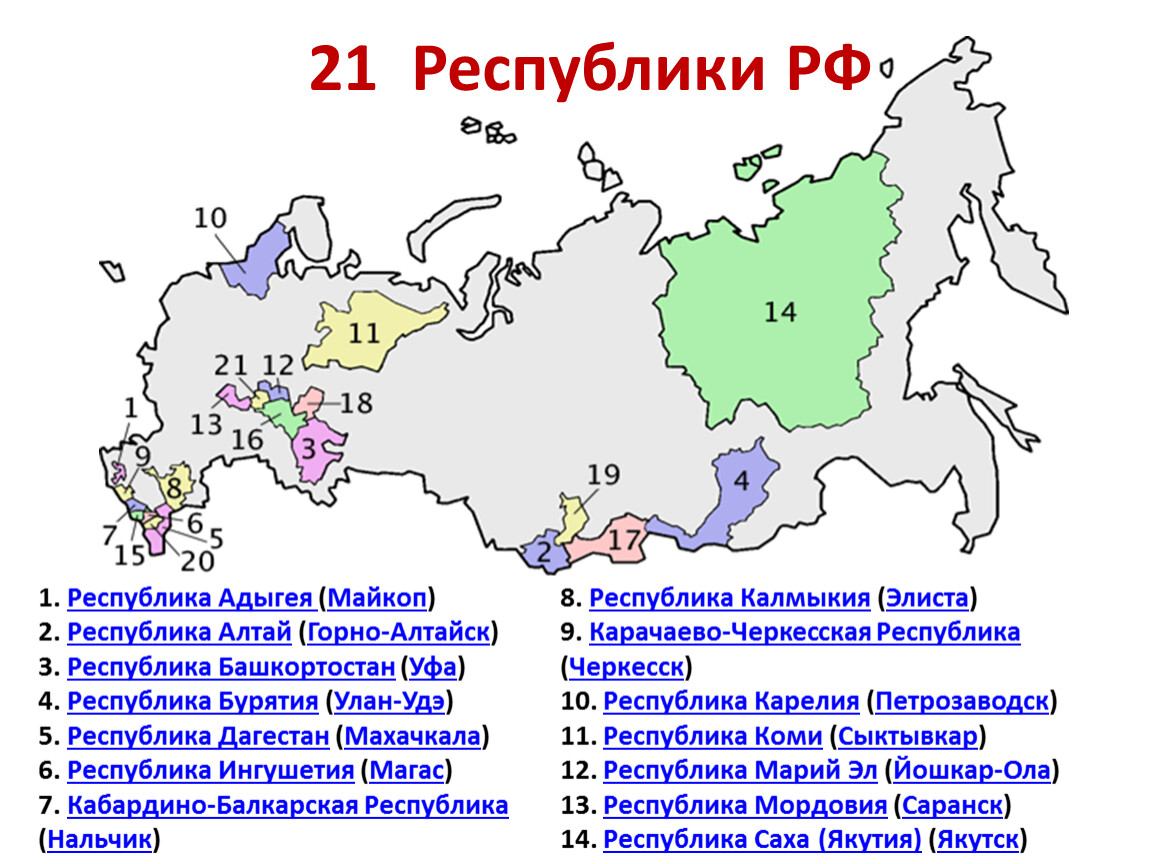 21 Республики РФ
10
14
11
21 12
18
13
16
1
3
9
8
19
4
7
6
5
15
20
2
17
1. Республика Адыгея (Майкоп)
2. Республика Алтай (Горно-Алтайск)
3. Республика Башкортостан (Уфа)
4. Республика Бурятия (Улан-Удэ)
5. Республика Дагестан (Махачкала)
6. Республика Ингушетия (Магас)
7. Кабардино-Балкарская Республика
(Нальчик)
8. Республика Калмыкия (Элиста)
9. Карачаево-Черкесская Республика
(Черкесск)
10. Республика Карелия (Петрозаводск)
11. Республика Коми (Сыктывкар)
12. Республика Марий Эл (Йошкар-Ола)
13. Республика Мордовия (Саранск)
14. Республика Саха (Якутия) (Якутск)